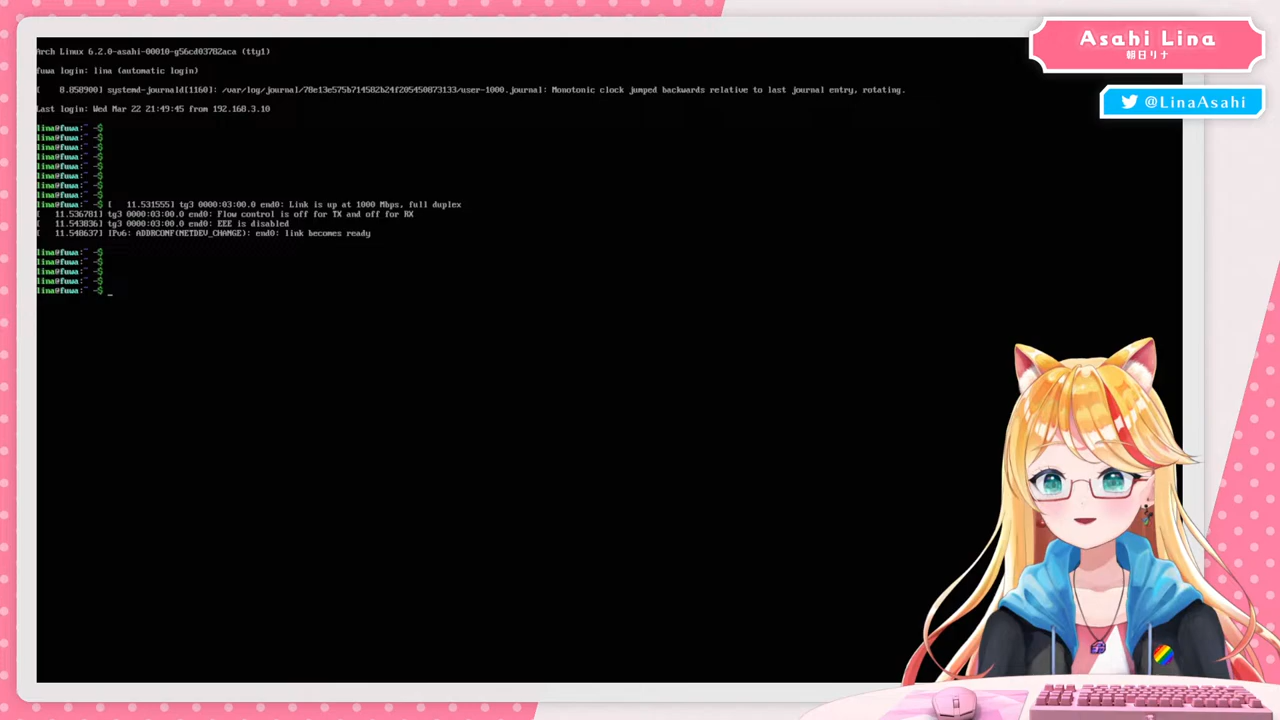 Asahi Lina
朝日リナ
@LinaAsahi
Arch Linux 6.2.0-asahi-00010-g56cd03782aca (tty1)
fuwa login: lina (automatic login)
[    8.858900] systemd-journald[1160]: /var/log/journal/78e13e575b714582b24f205450873133/user-1000.journal: Monotonic clock jumped backwards relative to last journal entry, rotating.
Last login: Wed Mar 22 21:49:45 from 192.168.3.10
lina@fuwa:~ ~$
lina@fuwa:~ ~$
lina@fuwa:~ ~$
lina@fuwa:~ ~$
lina@fuwa:~ ~$
lina@fuwa:~ ~$
lina@fuwa:~ ~$
lina@fuwa:~ ~$
lina@fuwa:~ ~$ [   11.531555] tg3 0000:03:00.0 end0: Link is up at 1000 Mbps, full duplex
[   11.536781] tg3 0000:03:00.0 end0: Flow control is off for TX and off for RX
[   11.543836] tg3 0000:03:00.0 end0: EEE is disabled
[   11.548637] IPv6: ADDRCONF(NETDEV_CHANGE): end0: link becomes ready
lina@fuwa:~ ~$
lina@fuwa:~ ~$
lina@fuwa:~ ~$
lina@fuwa:~ ~$
lina@fuwa:~ ~$ _